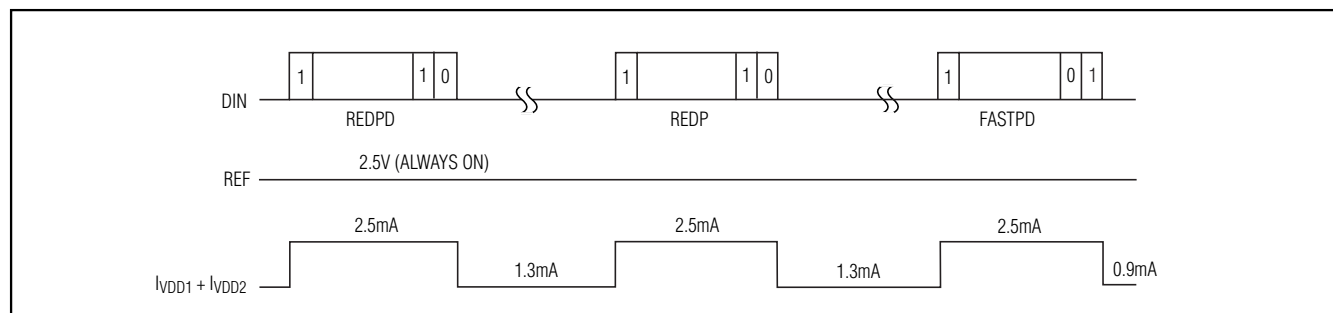 1 1 0 1 1 0 1 0 1
DIN
REDPD REDP FASTPD
2.5V (ALWAYS ON)
REF
2.5mA 2.5mA 2.5mA
1.3mA 1.3mA 0.9mA
IVDD1 + IVDD2